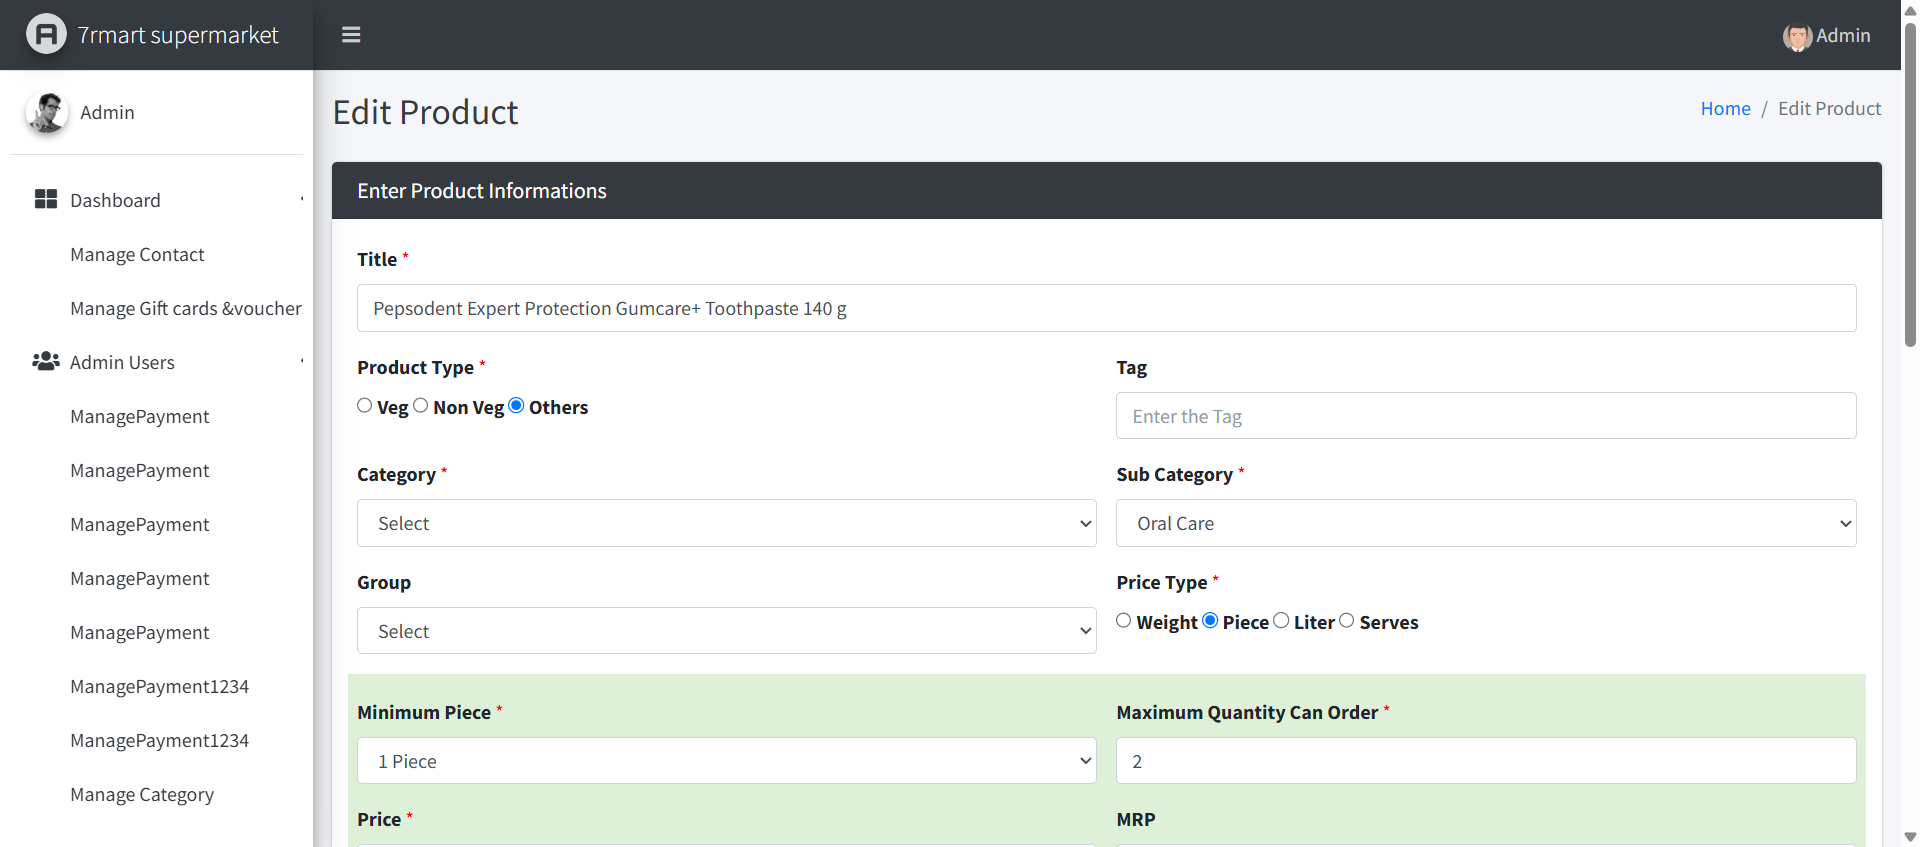 7rmart supermarket
Admin
Admin
Dashboard
Manage Contact
Manage Gift cards &voucher
Admin Users
ManagePayment
ManagePayment
ManagePayment
ManagePayment
ManagePayment
ManagePayment1234
ManagePayment1234
Manage Category
Edit Product
Home / Edit Product
Enter Product Informations
Title *
Pepsodent Expert Protection Gumcare+ Toothpaste 140 g
Product Type *
Veg Non Veg Others
Tag
Enter the Tag
Category *
Select
Sub Category *
Oral Care
Group
Select
Price Type *
Weight Piece Liter Serves
Minimum Piece *
1 Piece
Maximum Quantity Can Order *
2
Price *
MRP